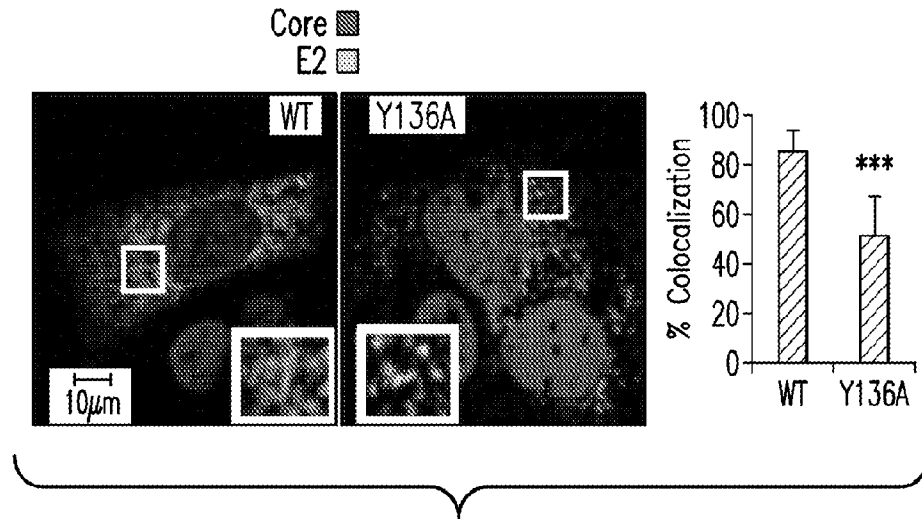 Core
E2
WT
Y136A
10μm
% Colocalization
100
80
60
40
20
0
***
WT
Y136A